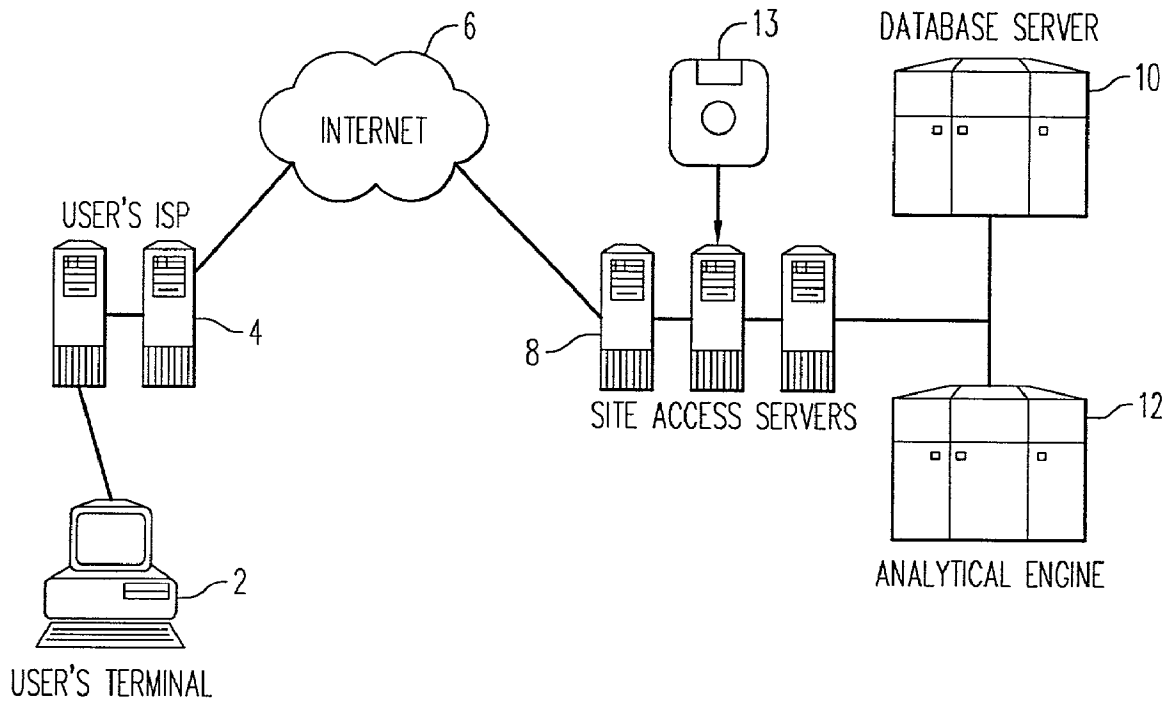 6
13
DATABASE SERVER
10
INTERNET
USER'S ISP
4
8
SITE ACCESS SERVERS
12
2
ANALYTICAL ENGINE
USER'S TERMINAL